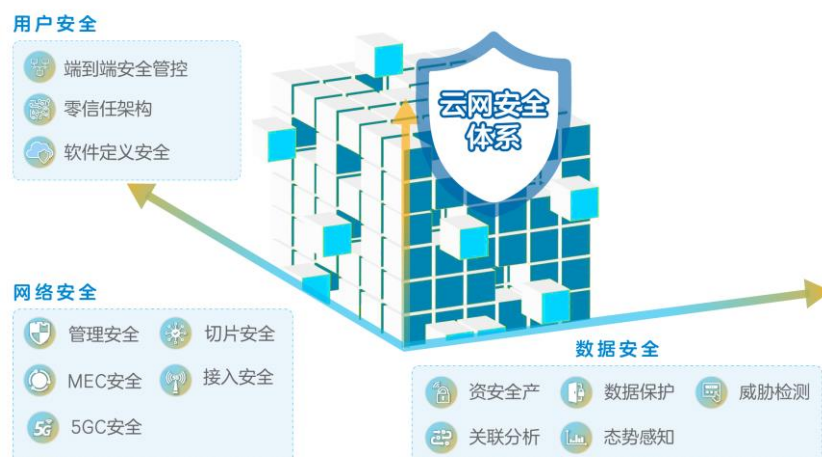 用户安全
端到端安全管控
零信任架构
软件定义安全
云网安全
体系
网络安全
管理安全 切片安全
MEC安全 接入安全
5G 5GC安全
数据安全
资安全产 数据保护 威胁检测
关联分析 态势感知